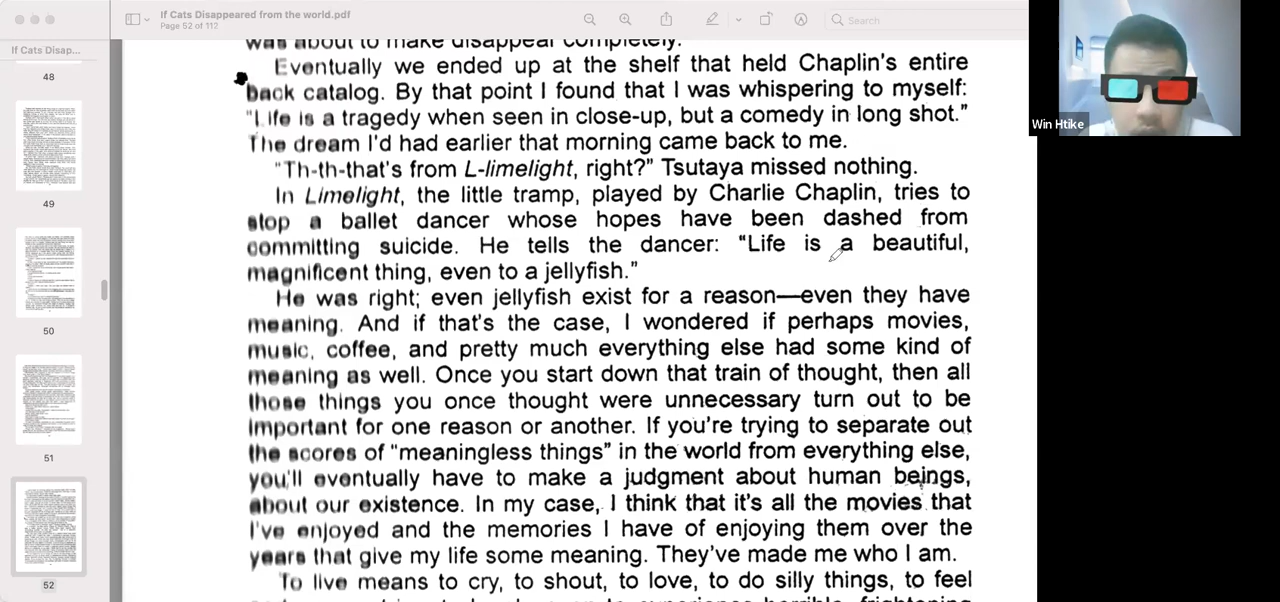 If Cats Disappeared from the world.pdf
Page 52 of 112
Search
If Cats Disap...
48
49
50
51
52
was about to make disappear completely.
Eventually we ended up at the shelf that held Chaplin's entire
back catalog. By that point I found that I was whispering to myself:
"Life is a tragedy when seen in close-up, but a comedy in long shot."
The dream I'd had earlier that morning came back to me.
"Th-th-that's from L-limelight, right?" Tsutaya missed nothing.
In Limelight, the little tramp, played by Charlie Chaplin, tries to
stop a ballet dancer whose hopes have been dashed from
committing suicide. He tells the dancer: "Life is a beautiful,
magnificent thing, even to a jellyfish."
He was right; even jellyfish exist for a reason—even they have
meaning. And if that's the case, I wondered if perhaps movies,
music, coffee, and pretty much everything else had some kind of
meaning as well. Once you start down that train of thought, then all
those things you once thought were unnecessary turn out to be
important for one reason or another. If you're trying to separate out
the scores of "meaningless things" in the world from everything else,
you'll eventually have to make a judgment about human beings,
about our existence. In my case, I think that it's all the movies that
I've enjoyed and the memories I have of enjoying them over the
years that give my life some meaning. They've made me who I am.
To live means to cry, to shout, to love, to do silly things, to feel
Win Htike